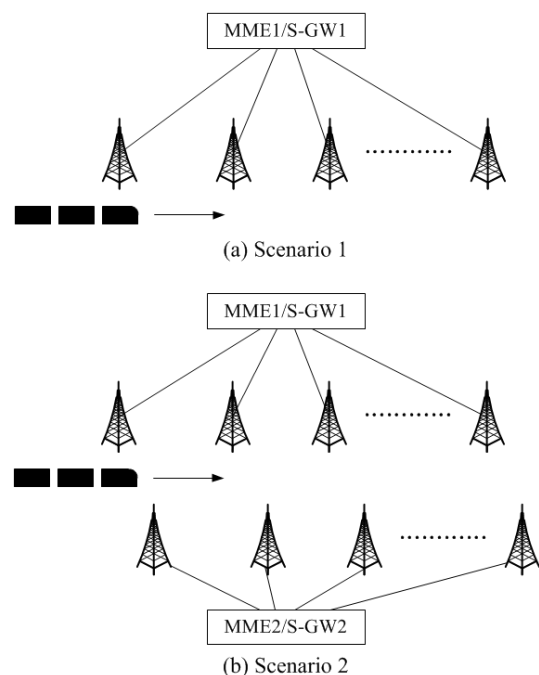 MME1/S-GW1
(a) Scenario 1
MME1/S-GW1
MME2/S-GW2
(b) Scenario 2